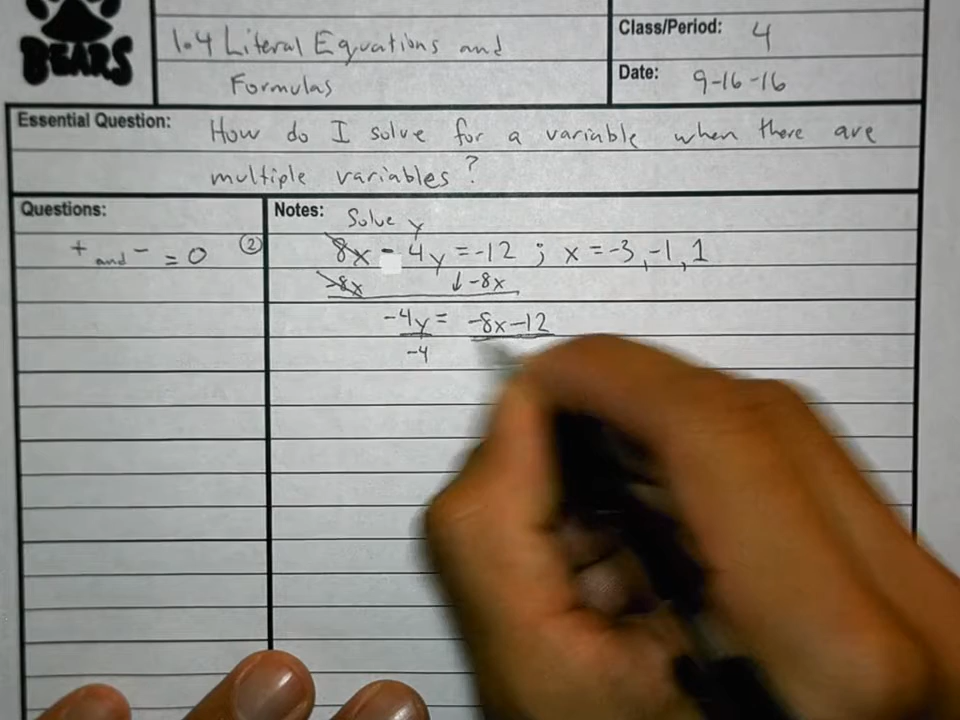 BEARS
1.4 Literal Equations and
Formulas
Class/Period: 4
Date: 9-16-16
Essential Question: How do I solve for a variable when there are
multiple variables?
Questions:
+ and - = 0
Notes: Solve y
② 8x - 4y = -12 ; x = -3, -1, 1
-8x ↓ -8x
-4y = -8x - 12
-4